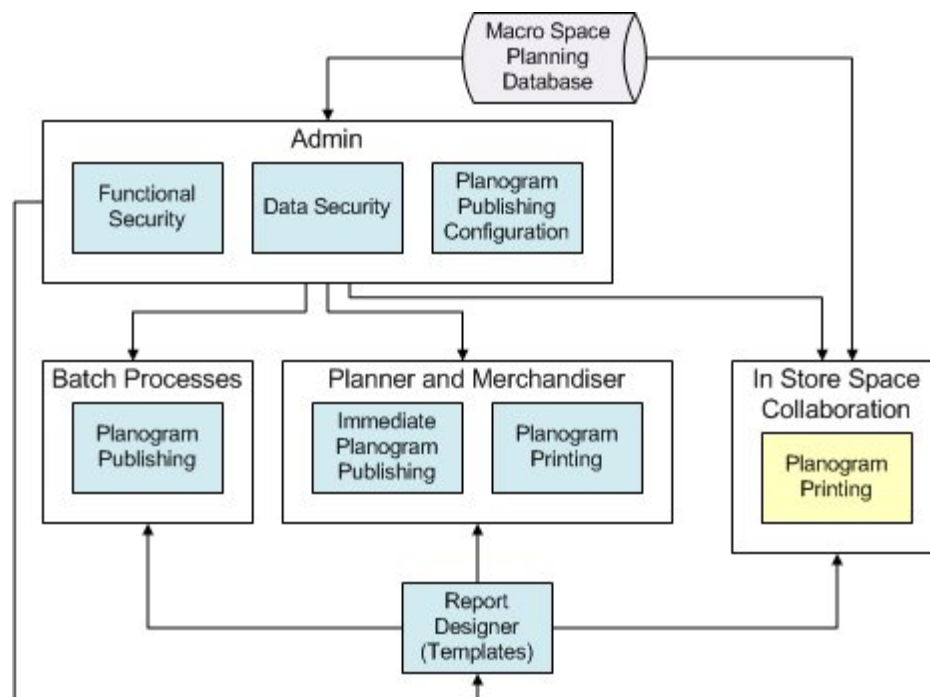 Macro Space
Planning
Database
Admin
Functional
Security
Data Security
Planogram
Publishing
Configuration
Batch Processes
Planogram
Publishing
Planner and Merchandiser
Immediate
Planogram
Publishing
Planogram
Printing
In Store Space
Collaboration
Planogram
Printing
Report
Designer
(Templates)